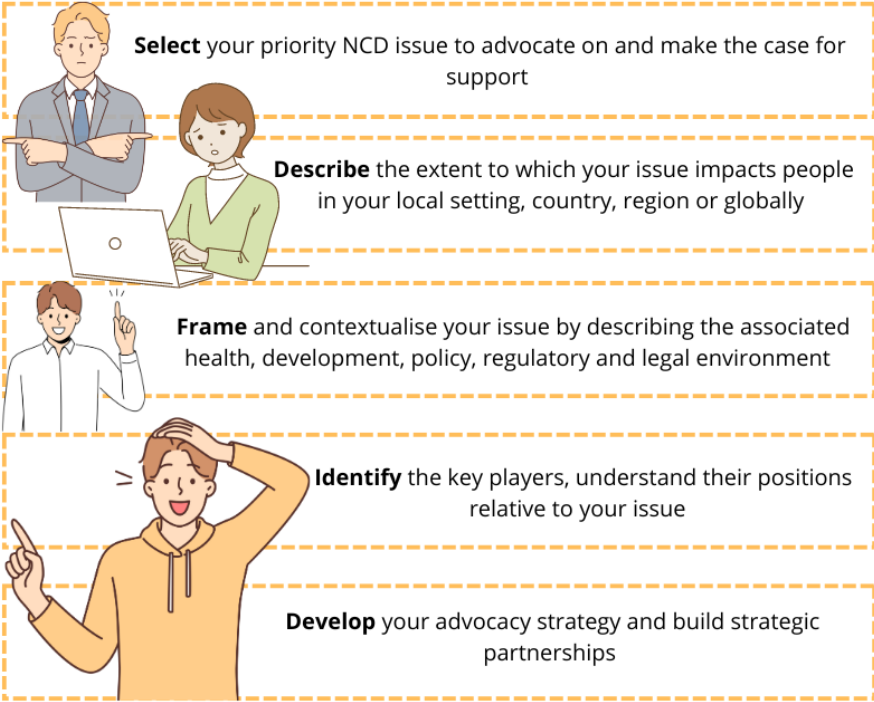 Select your priority NCD issue to advocate on and make the case for
support
Describe the extent to which your issue impacts people
in your local setting, country, region or globally
Frame and contextualise your issue by describing the associated
health, development, policy, regulatory and legal environment
Identify the key players, understand their positions
relative to your issue
Develop your advocacy strategy and build strategic
partnerships